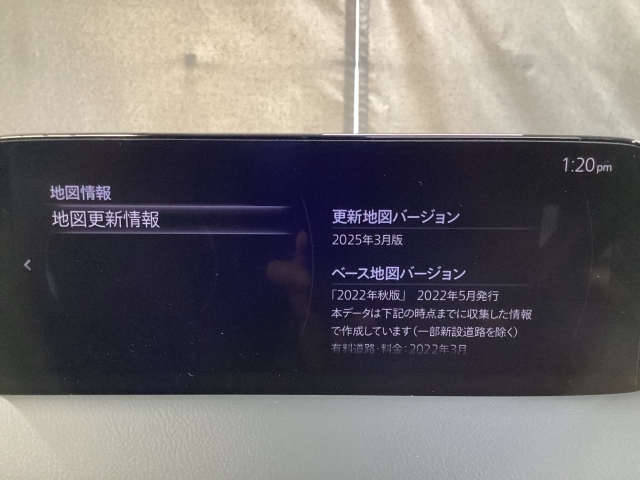 1:20pm
地図情報
地図更新情報
更新地図バージョン
2025年3月版
ベース地図バージョン
「2022年秋版」 2022年5月発行
本データは下記の時点までに収集した情報
で作成しています(一部新設道路を除く)
有料道路・料金:2022年3月